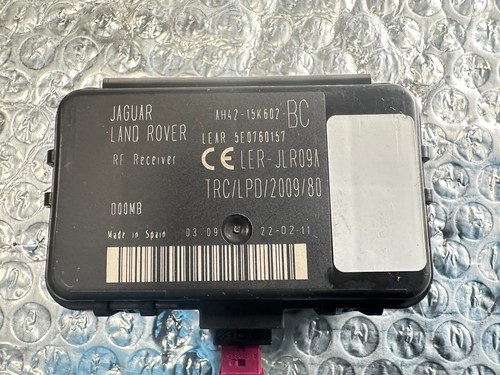 JAGUAR
LAND ROVER
RF Receiver
D00MB
Made in Spain
AH42-15K602 BC
LEAR 5E0760157
CE LER-JLR09A
TRC/LPD/2009/80
03 09 22-02-11